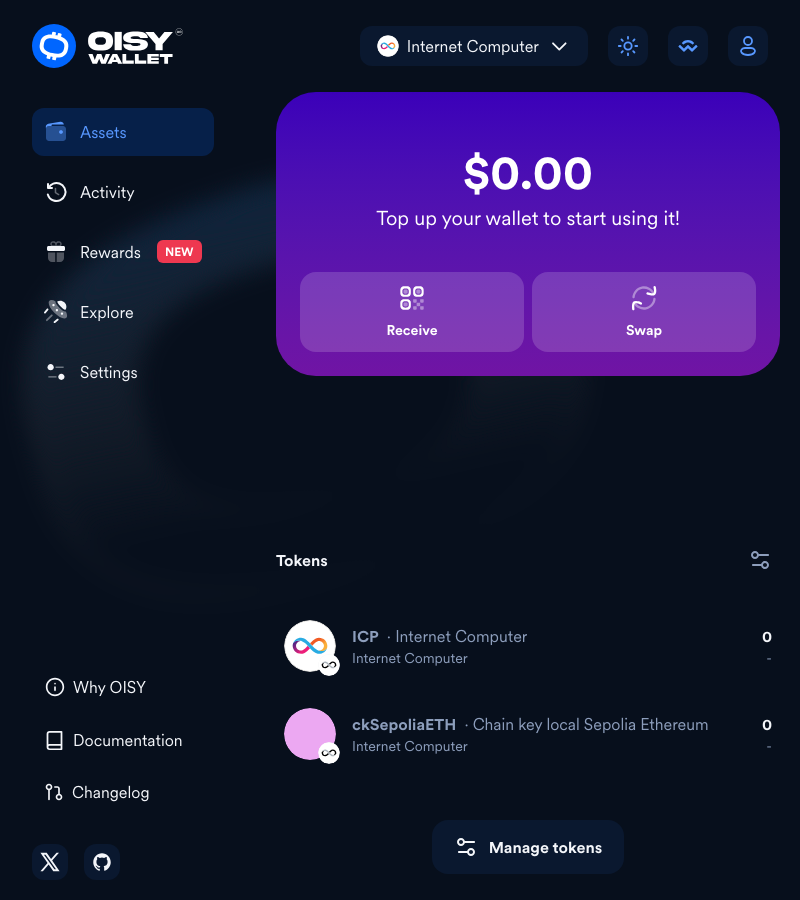 OISY
WALLET
Internet Computer
Assets
Activity
Rewards NEW
Explore
Settings
$0.00
Top up your wallet to start using it!
Receive
Swap
Tokens
ICP · Internet Computer 0
Internet Computer -
ckSepoliaETH · Chain key local Sepolia Ethereum 0
Internet Computer -
Manage tokens
Why OISY
Documentation
Changelog